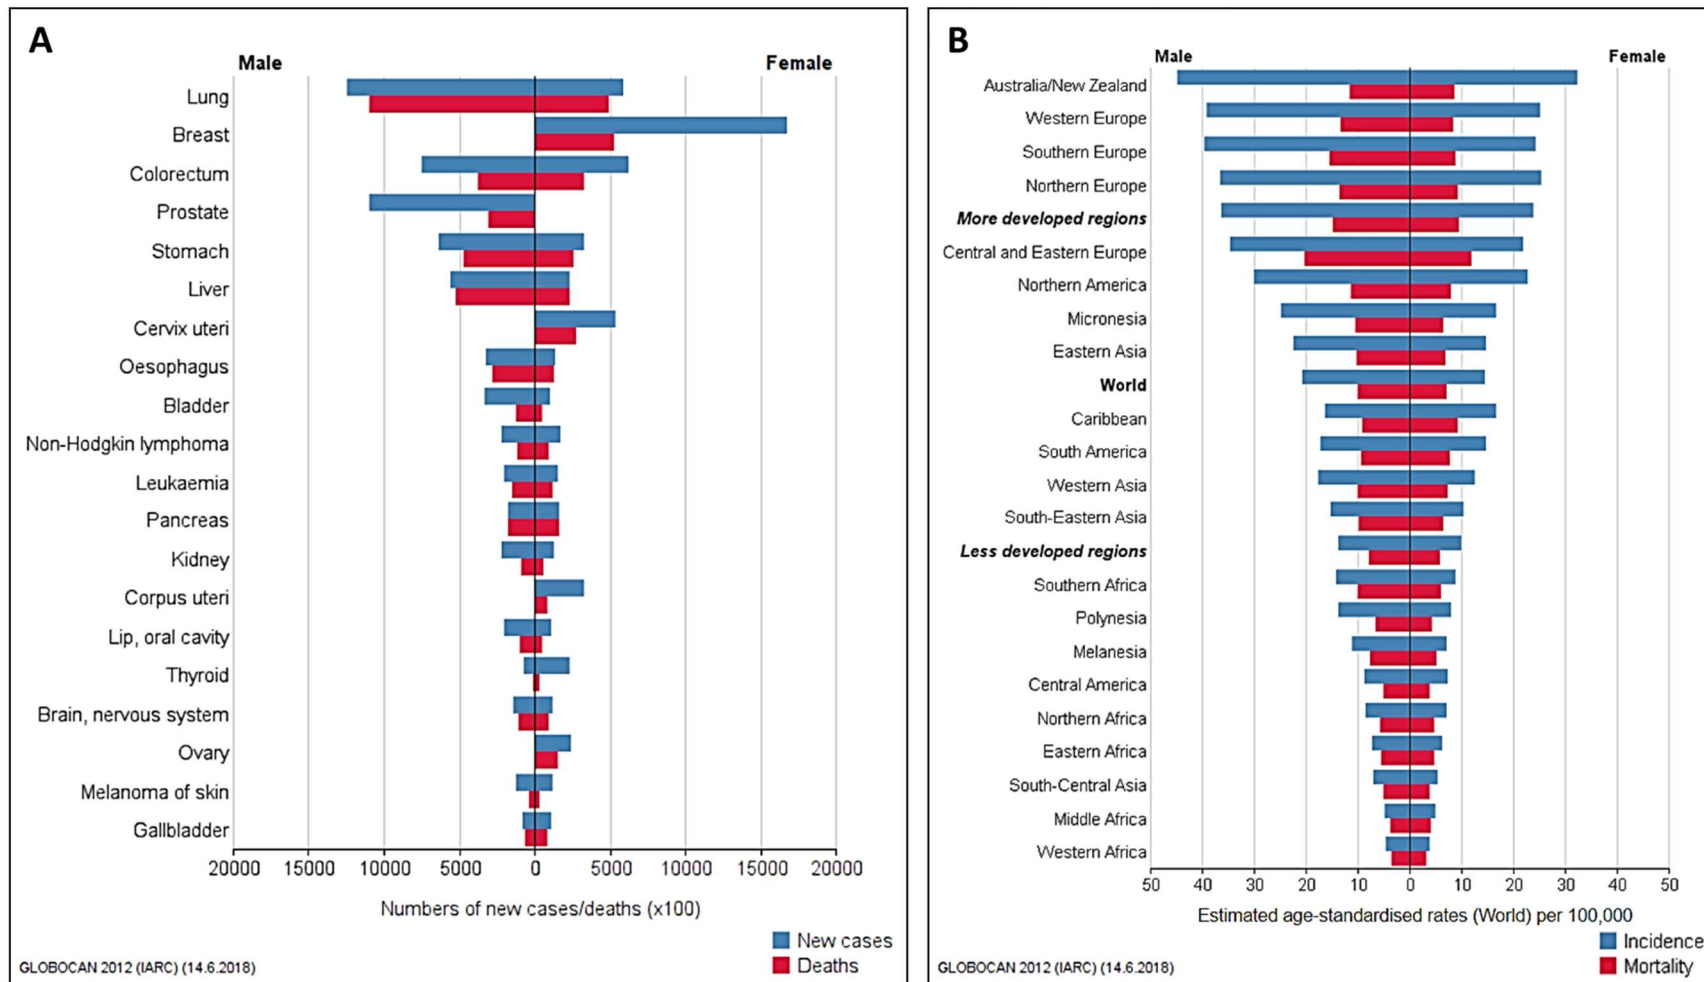 A
Male Female
Lung
Breast
Colorectum
Prostate
Stomach
Liver
Cervix uteri
Oesophagus
Bladder
Non-Hodgkin lymphoma
Leukaemia
Pancreas
Kidney
Corpus uteri
Lip, oral cavity
Thyroid
Brain, nervous system
Ovary
Melanoma of skin
Gallbladder
20000 15000 10000 5000 0 5000 10000 15000 20000
Numbers of new cases/deaths (x100)
New cases
Deaths
GLOBOCAN 2012 (IARC) (14.6.2018)
B
Male Female
Australia/New Zealand
Western Europe
Southern Europe
Northern Europe
More developed regions
Central and Eastern Europe
Northern America
Micronesia
Eastern Asia
World
Caribbean
South America
Western Asia
South-Eastern Asia
Less developed regions
Southern Africa
Polynesia
Melanesia
Central America
Northern Africa
Eastern Africa
South-Central Asia
Middle Africa
Western Africa
50 40 30 20 10 0 10 20 30 40 50
Estimated age-standardised rates (World) per 100,000
Incidence
Mortality
GLOBOCAN 2012 (IARC) (14.6.2018)